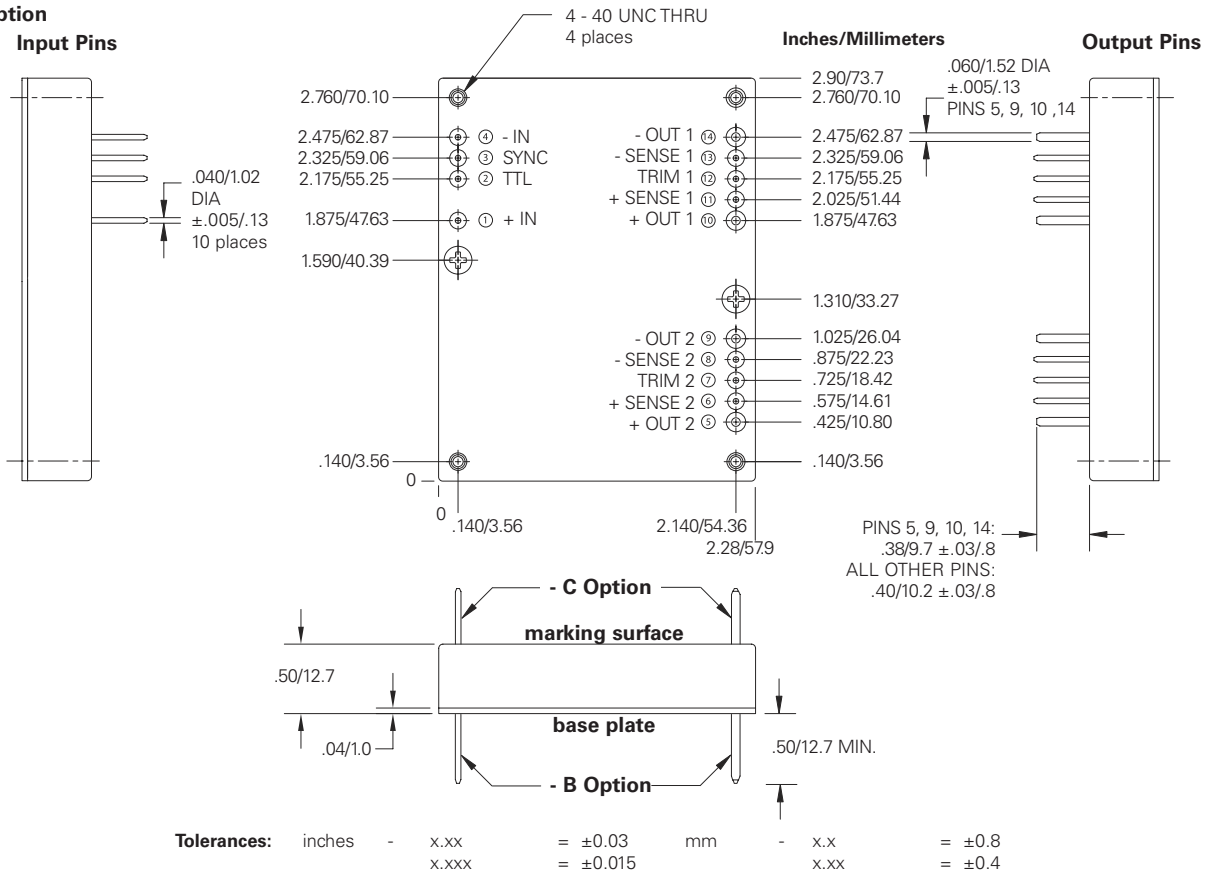 ption
Input Pins
4 - 40 UNC THRU
4 places
Inches/Millimeters
Output Pins
.040/1.02
DIA
±.005/.13
10 places
2.760/70.10
2.475/62.87
2.325/59.06
2.175/55.25
1.875/4763
1.590/40.39
.140/3.56
0
0
.140/3.56
④ - IN
③ SYNC
② TTL
① + IN
- OUT 1 ⑭
- SENSE 1 ⑬
TRIM 1 ⑫
+ SENSE 1 ⑪
+ OUT 1 ⑩
- OUT 2 ⑨
- SENSE 2 ⑧
TRIM 2 ⑦
+ SENSE 2 ⑥
+ OUT 2 ⑤
2.90/73.7
2.760/70.10
2.475/62.87
2.325/59.06
2.175/55.25
2.025/51.44
1.875/4763
1.310/33.27
1.025/26.04
.875/22.23
.725/18.42
.575/14.61
.425/10.80
.140/3.56
2.140/54.36
2.28/579
.060/1.52 DIA
±.005/.13
PINS 5, 9, 10 ,14
PINS 5, 9, 10, 14:
.38/9.7 ±.03/.8
ALL OTHER PINS:
.40/10.2 ±.03/.8
- C Option
marking surface
.50/12.7
.04/1.0
base plate
.50/12.7 MIN.
- B Option
Tolerances: inches - x.xx = ±0.03 mm - x.x = ±0.8
x.xxx = ±0.015 x.xx = ±0.4